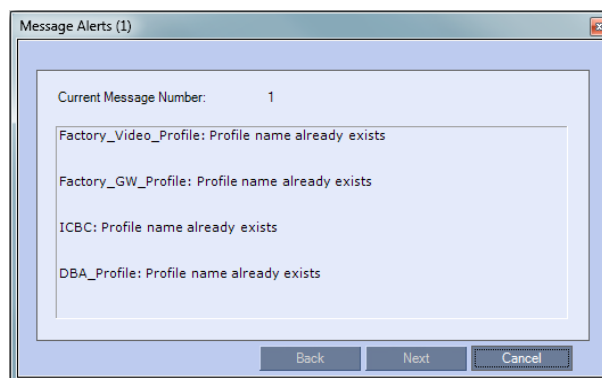 Message Alerts (1)
Current Message Number: 1
Factory_Video_Profile: Profile name already exists
Factory_GW_Profile: Profile name already exists
ICBC: Profile name already exists
DBA_Profile: Profile name already exists
Back Next Cancel